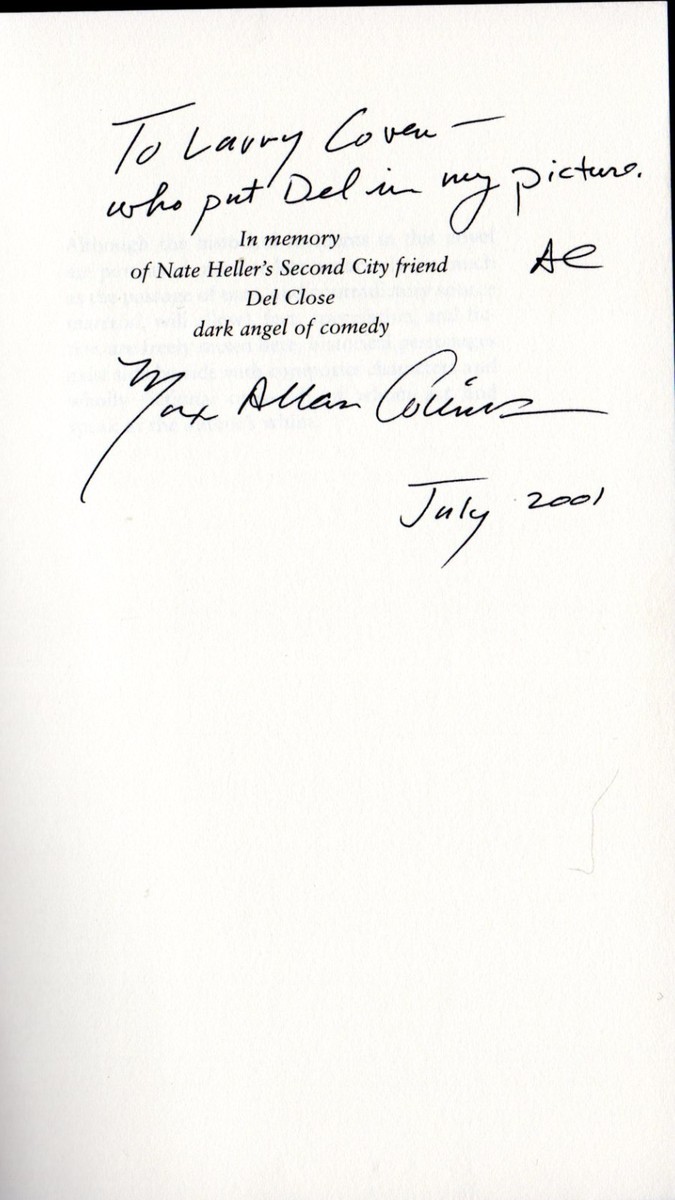 To Larry Coven —
who put Del in my picture.
In memory
of Nate Heller's Second City friend
Del Close
dark angel of comedy
Max Allan Collins
July 2001